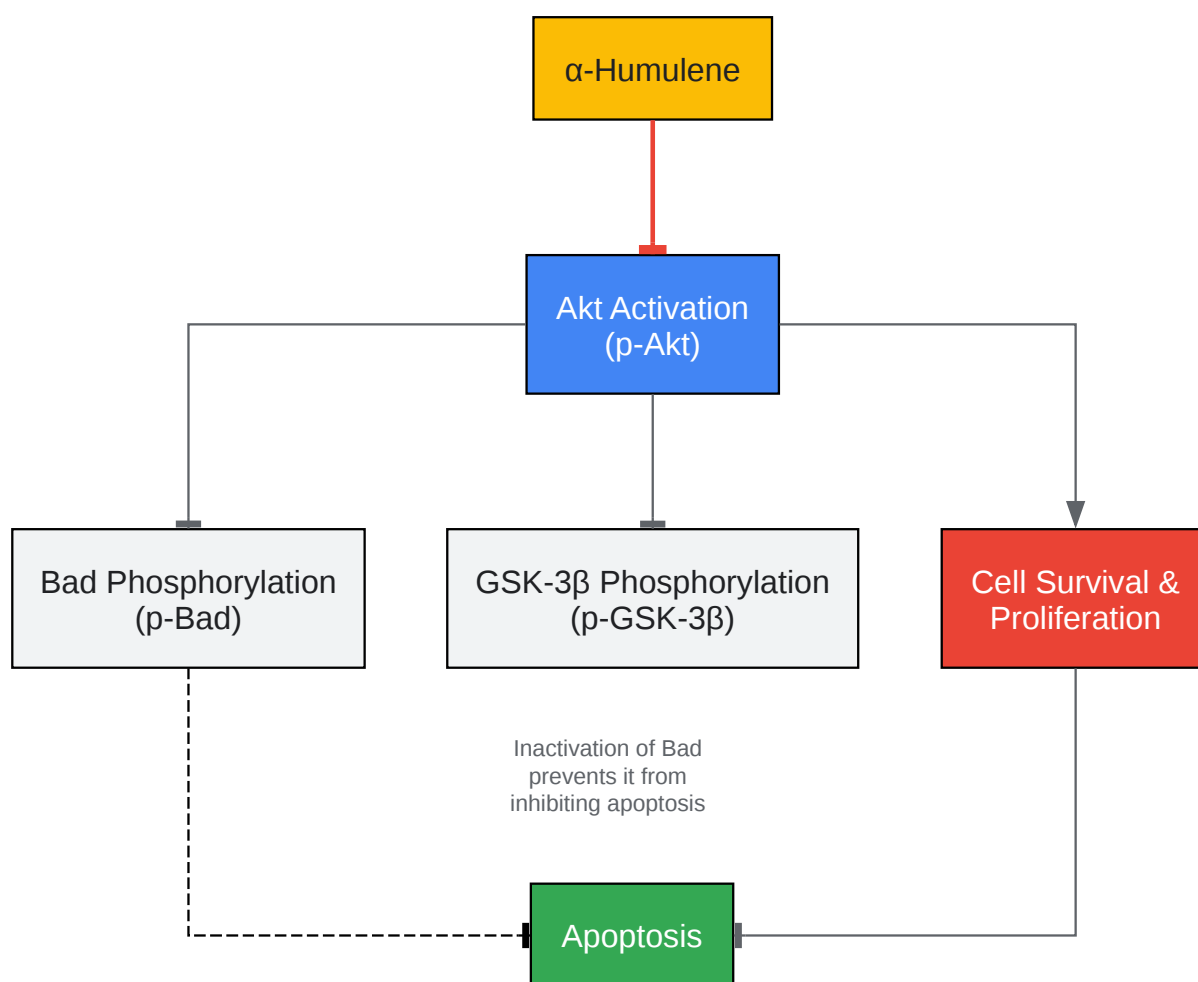 α-Humulene
Akt Activation
(p-Akt)
Bad Phosphorylation
(p-Bad)
GSK-3β Phosphorylation
(p-GSK-3β)
Cell Survival &
Proliferation
Inactivation of Bad
prevents it from
inhibiting apoptosis
Apoptosis